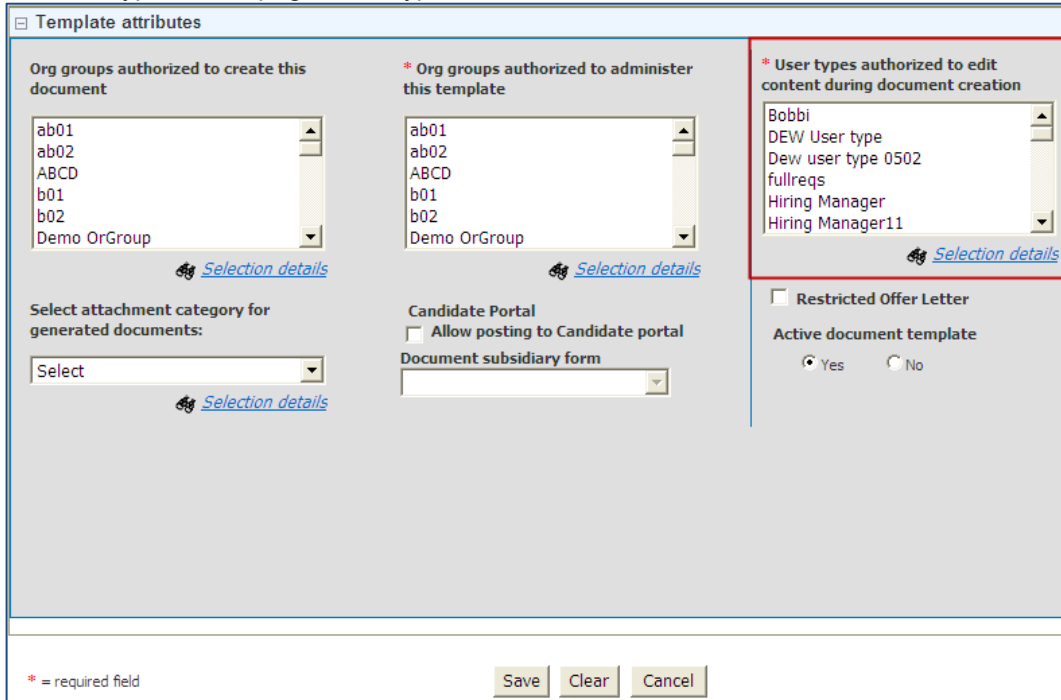 Template attributes
Org groups authorized to create this
document
ab01
ab02
ABCD
b01
b02
Demo OrGroup
Selection details
* Org groups authorized to administer
this template
ab01
ab02
ABCD
b01
b02
Demo OrGroup
Selection details
* User types authorized to edit
content during document creation
Bobbi
DEW User type
Dew user type 0502
fullreqs
Hiring Manager
Hiring Manager11
Selection details
Select attachment category for
generated documents:
Select
Selection details
Candidate Portal
Allow posting to Candidate portal
Document subsidiary form
Restricted Offer Letter
Active document template
Yes No
* = required field
Save Clear Cancel